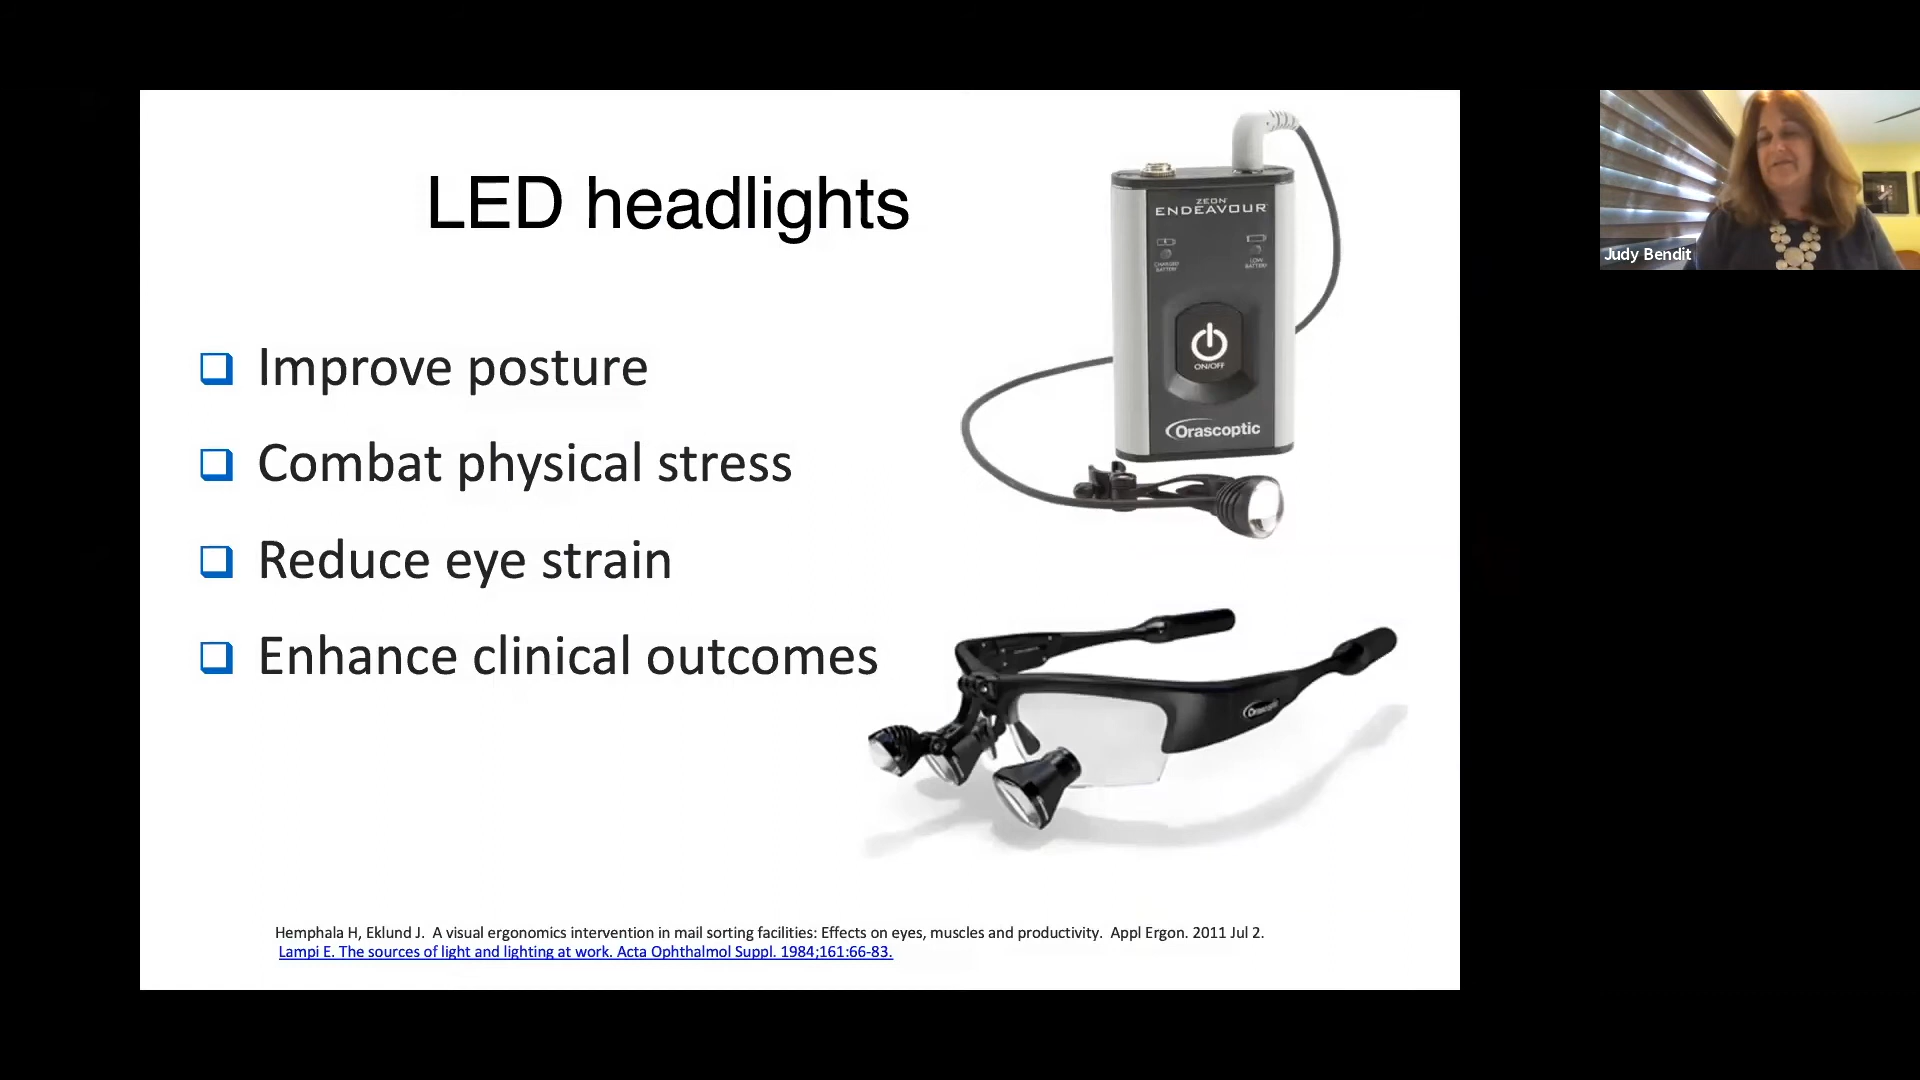 LED headlights
Improve posture
Combat physical stress
Reduce eye strain
Enhance clinical outcomes
ZEON
ENDEAVOUR
CHARGED
BATTERY
LOW
BATTERY
ON/OFF
Orascoptic
Orascoptic
Hemphala H, Eklund J.  A visual ergonomics intervention in mail sorting facilities: Effects on eyes, muscles and productivity.  Appl Ergon. 2011 Jul 2.
Lampi E. The sources of light and lighting at work. Acta Ophthalmol Suppl. 1984;161:66-83.
Judy Bendit